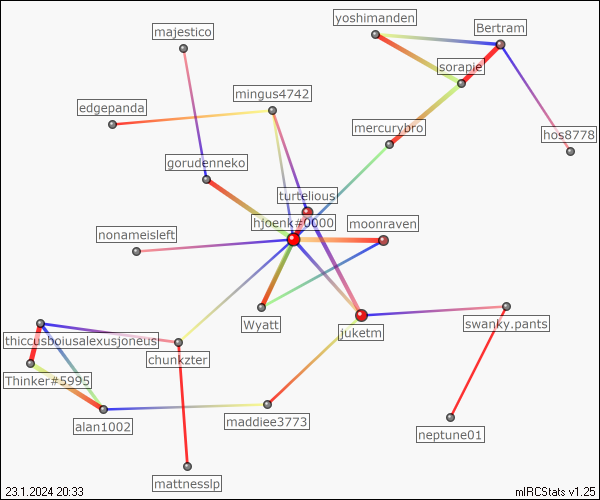 yoshimanden
majestico
Bertram
sorapie
mingus4742
edgepanda
mercurybro
hos8778
gorudenneko
turtelious
hjoenk#0000
moonraven
nonameisleft
Wyatt
juketm
swanky.pants
thiccusboiusalexusjoneus
chunkzter
Thinker#5995
alan1002
maddiee3773
neptune01
mattnesslp
23.1.2024 20:33
mIRCStats v1.25